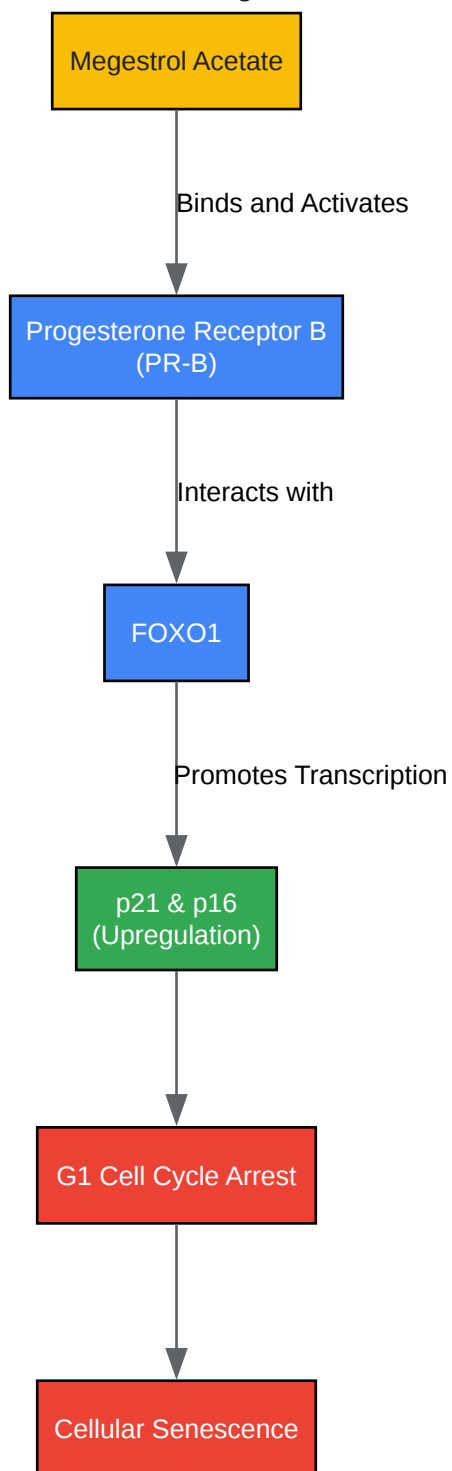 Megestrol Acetate
Binds and Activates
Progesterone Receptor B
(PR-B)
Interacts with
FOXO1
Promotes Transcription
p21 & p16
(Upregulation)
G1 Cell Cycle Arrest
Cellular Senescence